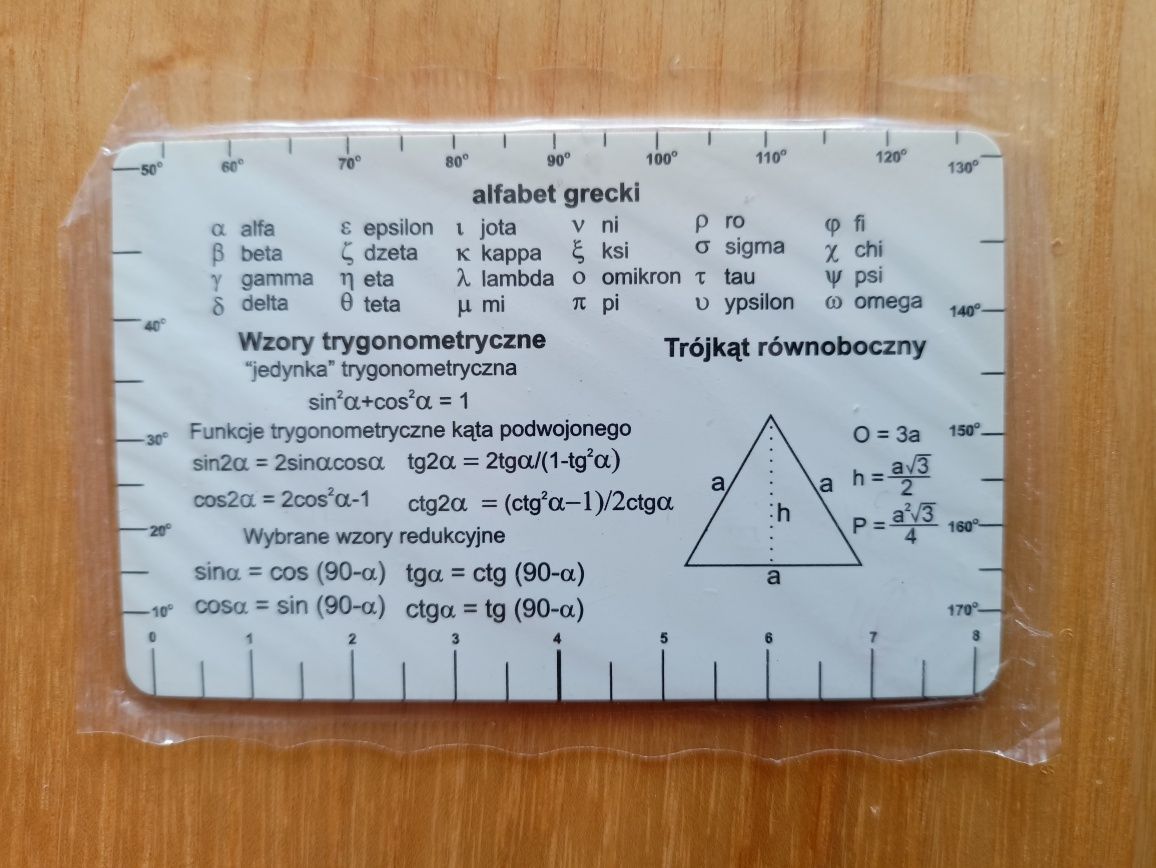 50° 60° 70° 80° 90° 100° 110° 120° 130°
alfabet grecki
α alfa ε epsilon ι jota ν ni ρ ro φ fi
β beta ζ dzeta κ kappa ξ ksi σ sigma χ chi
γ gamma η eta λ lambda ο omikron τ tau ψ psi
δ delta θ teta μ mi π pi υ ypsilon ω omega
40° 140°
Wzory trygonometryczne
Trójkąt równoboczny
"jedynka" trygonometryczna
sin²α+cos²α = 1
30° 150°
Funkcje trygonometryczne kąta podwojonego
sin2α = 2sinαcosα tg2α = 2tgα/(1-tg²α)
cos2α = 2cos²α-1 ctg2α = (ctg²α−1)/2ctgα
20° 160°
Wybrane wzory redukcyjne
sinα = cos (90-α) tgα = ctg (90-α)
cosα = sin (90-α) ctgα = tg (90-α)
a a
h
a
O = 3a
h = a√3/2
P = a²√3/4
10° 170°
0 1 2 3 4 5 6 7 8